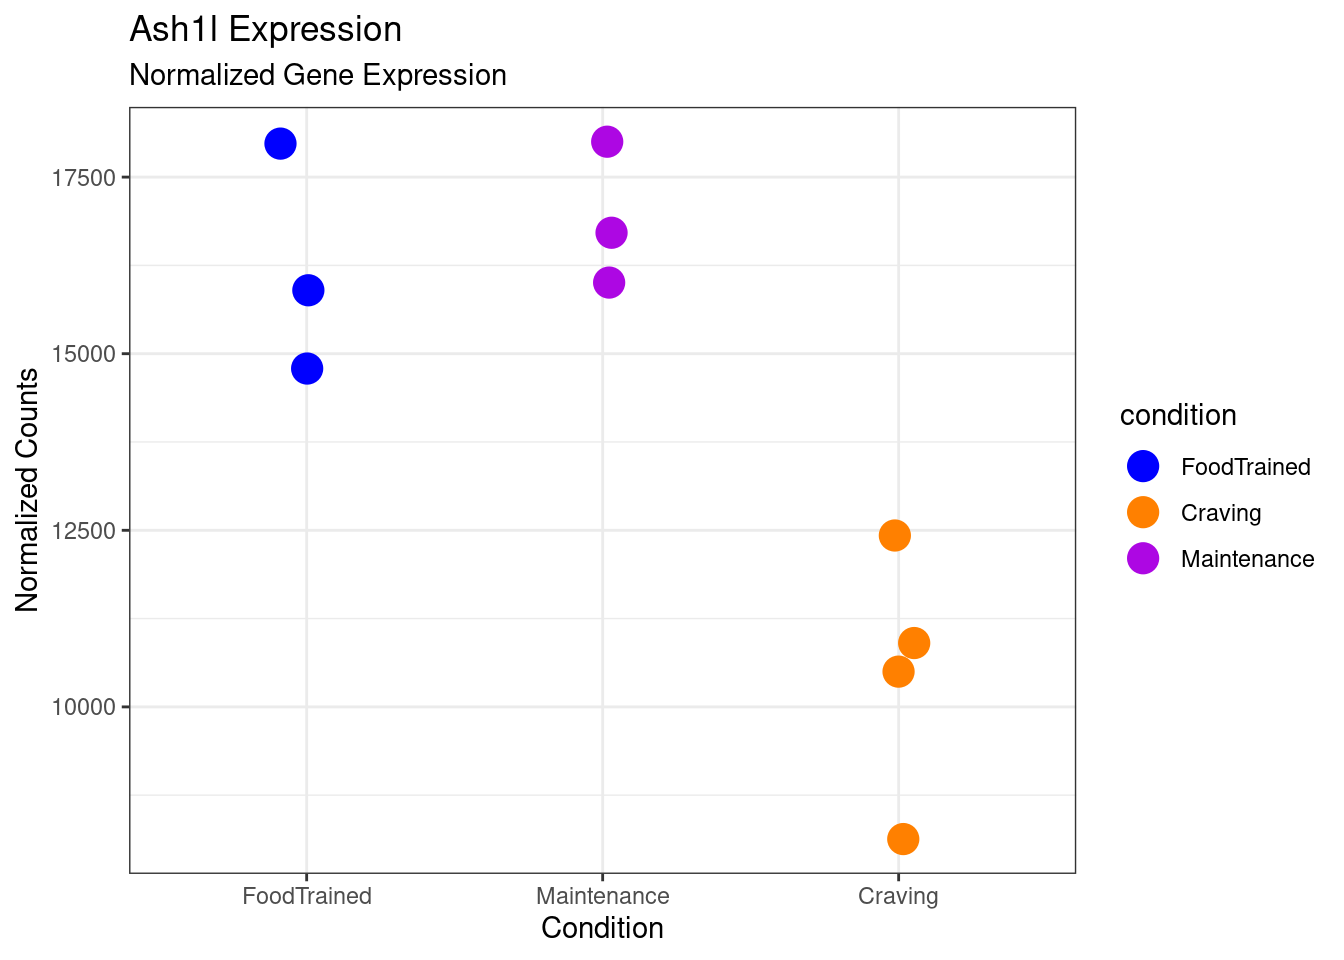 Ash1l Expression
Normalized Gene Expression
Normalized Counts
17500
15000
12500
10000
FoodTrained
Maintenance
Craving
Condition
condition
FoodTrained
Craving
Maintenance